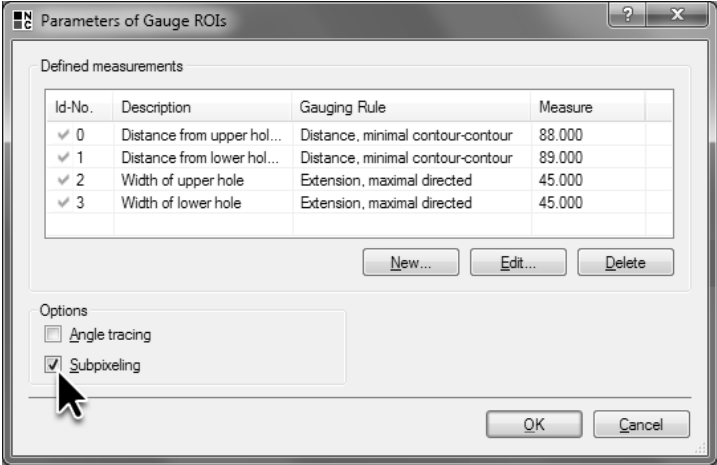 NC Parameters of Gauge ROIs ? x
Defined measurements
Id-No. Description Gauging Rule Measure
0 Distance from upper hol... Distance, minimal contour-contour 88.000
1 Distance from lower hol... Distance, minimal contour-contour 89.000
2 Width of upper hole Extension, maximal directed 45.000
3 Width of lower hole Extension, maximal directed 45.000
New... Edit... Delete
Options
Angle tracing
Subpixeling
OK Cancel